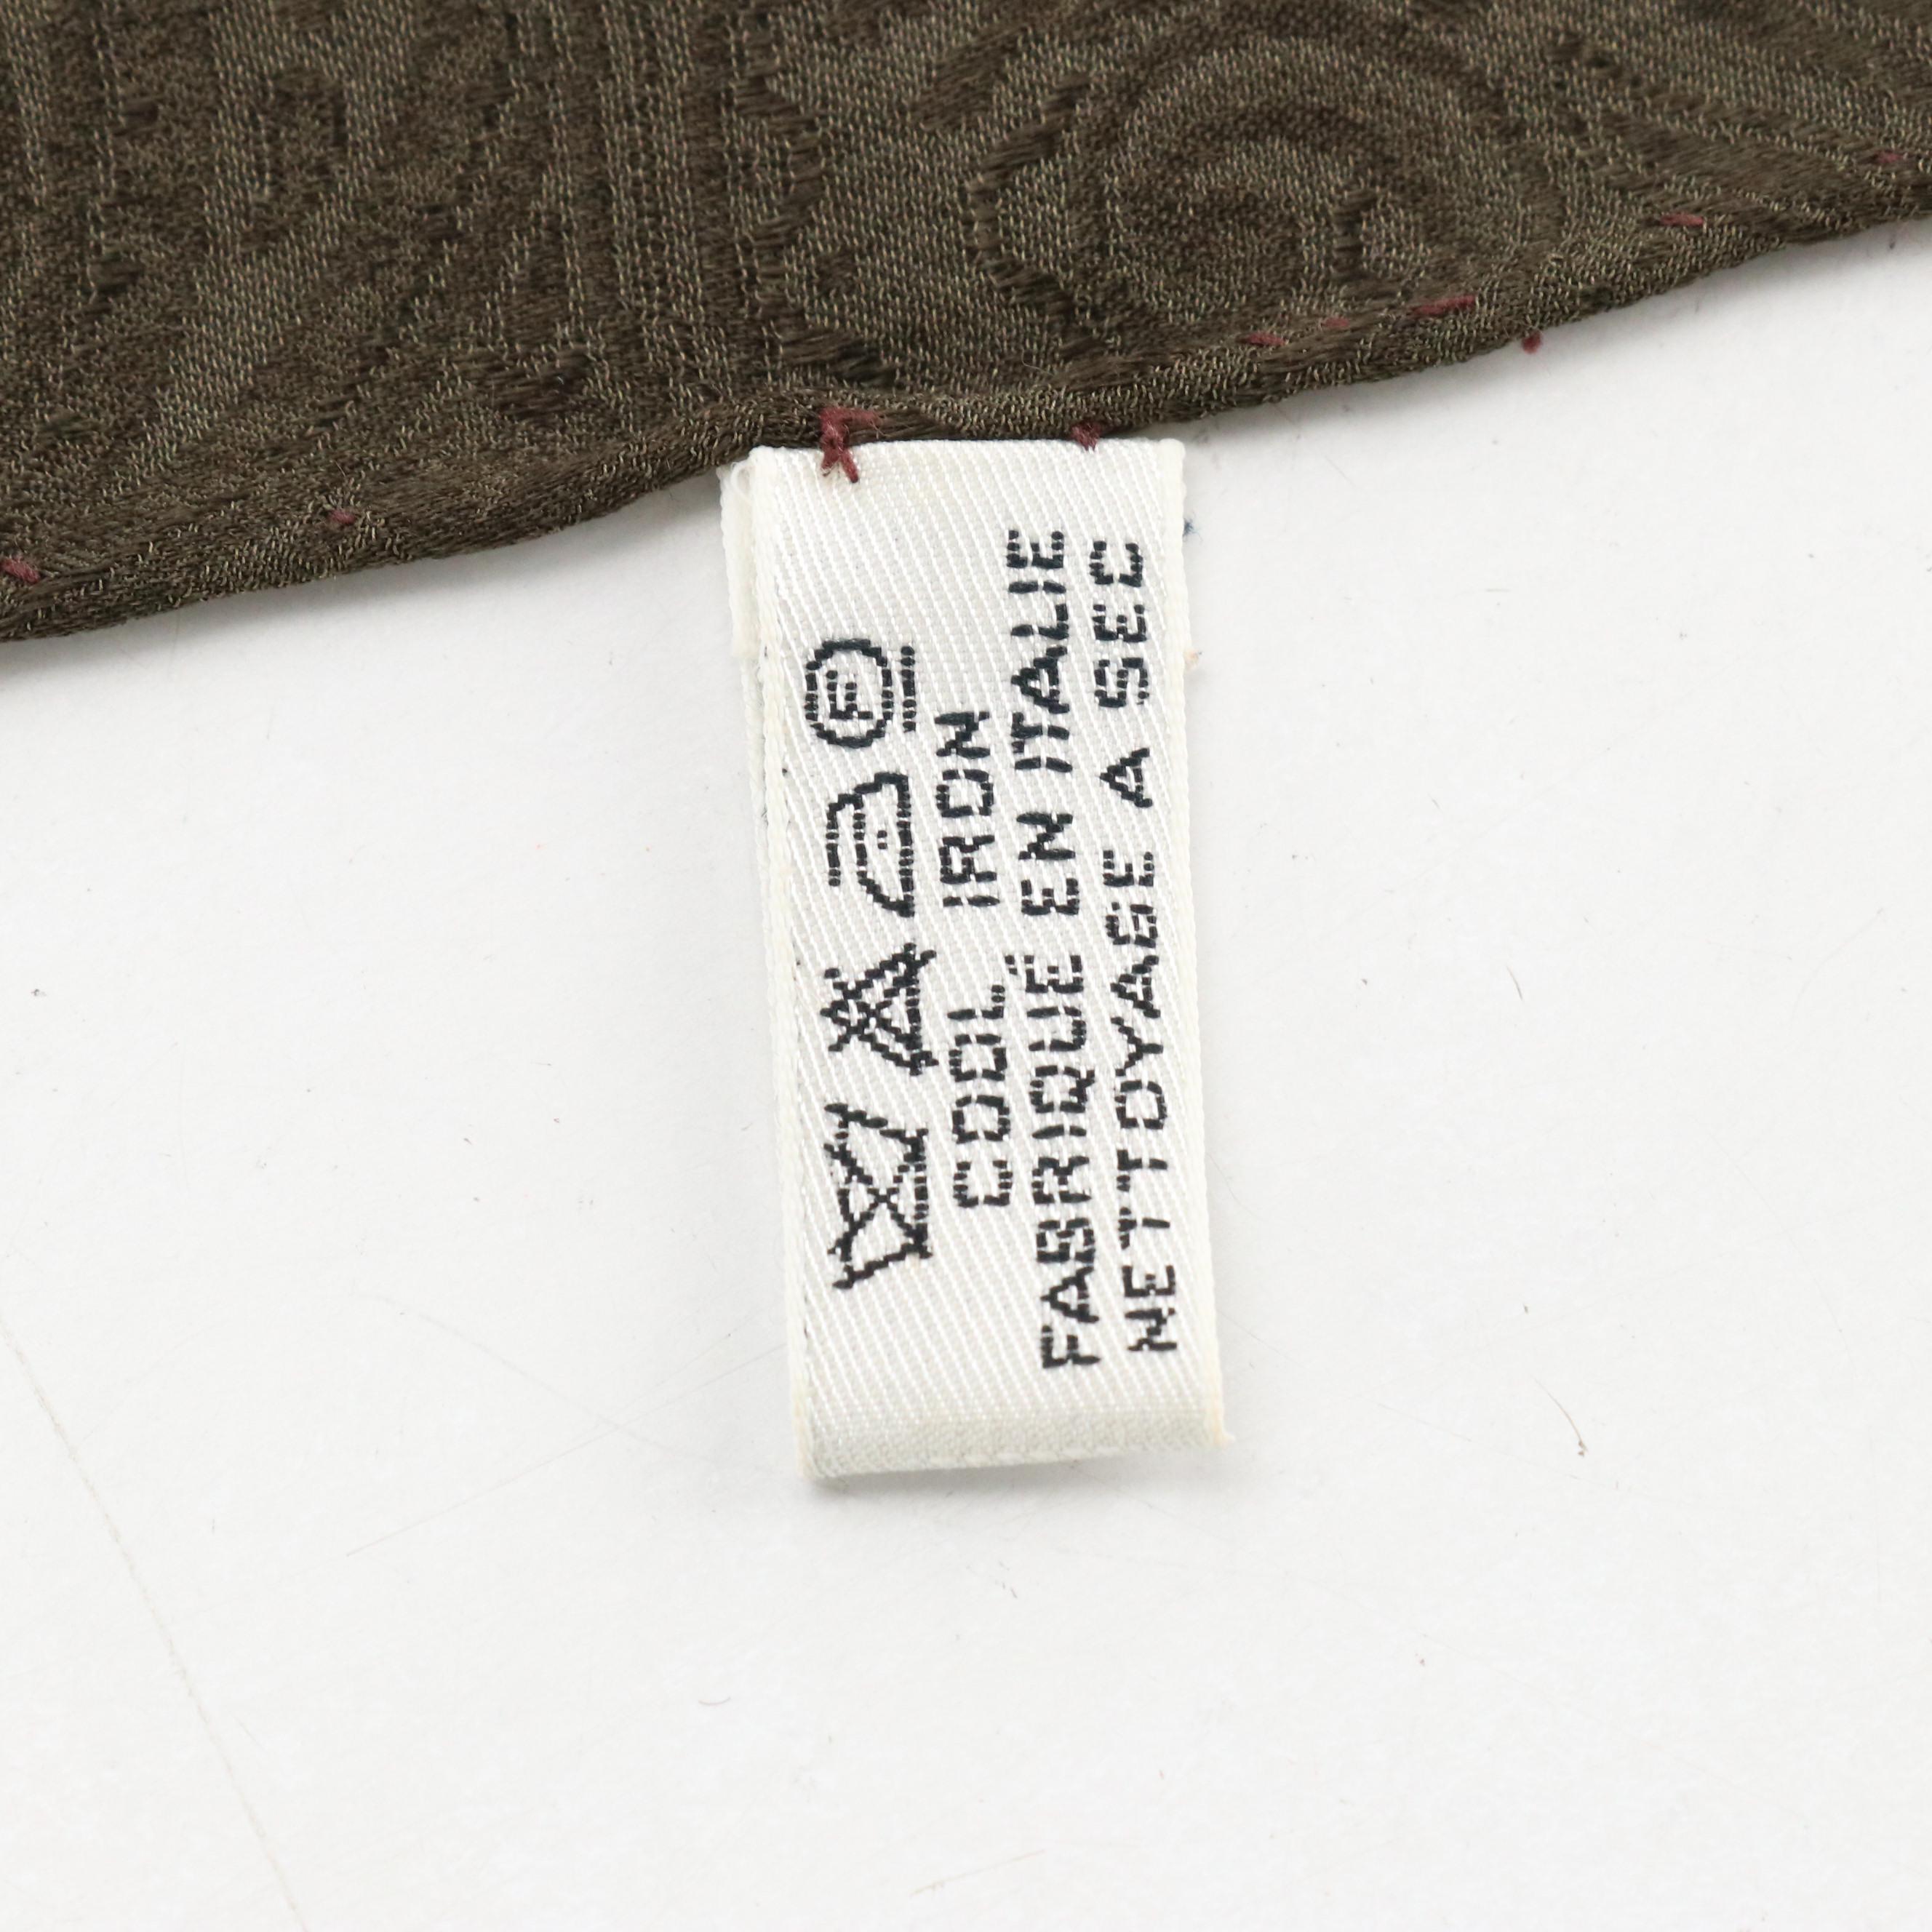 F
COOL IRON
FABRIQUÉ EN ITALIE
NETTOYAGE A SEC